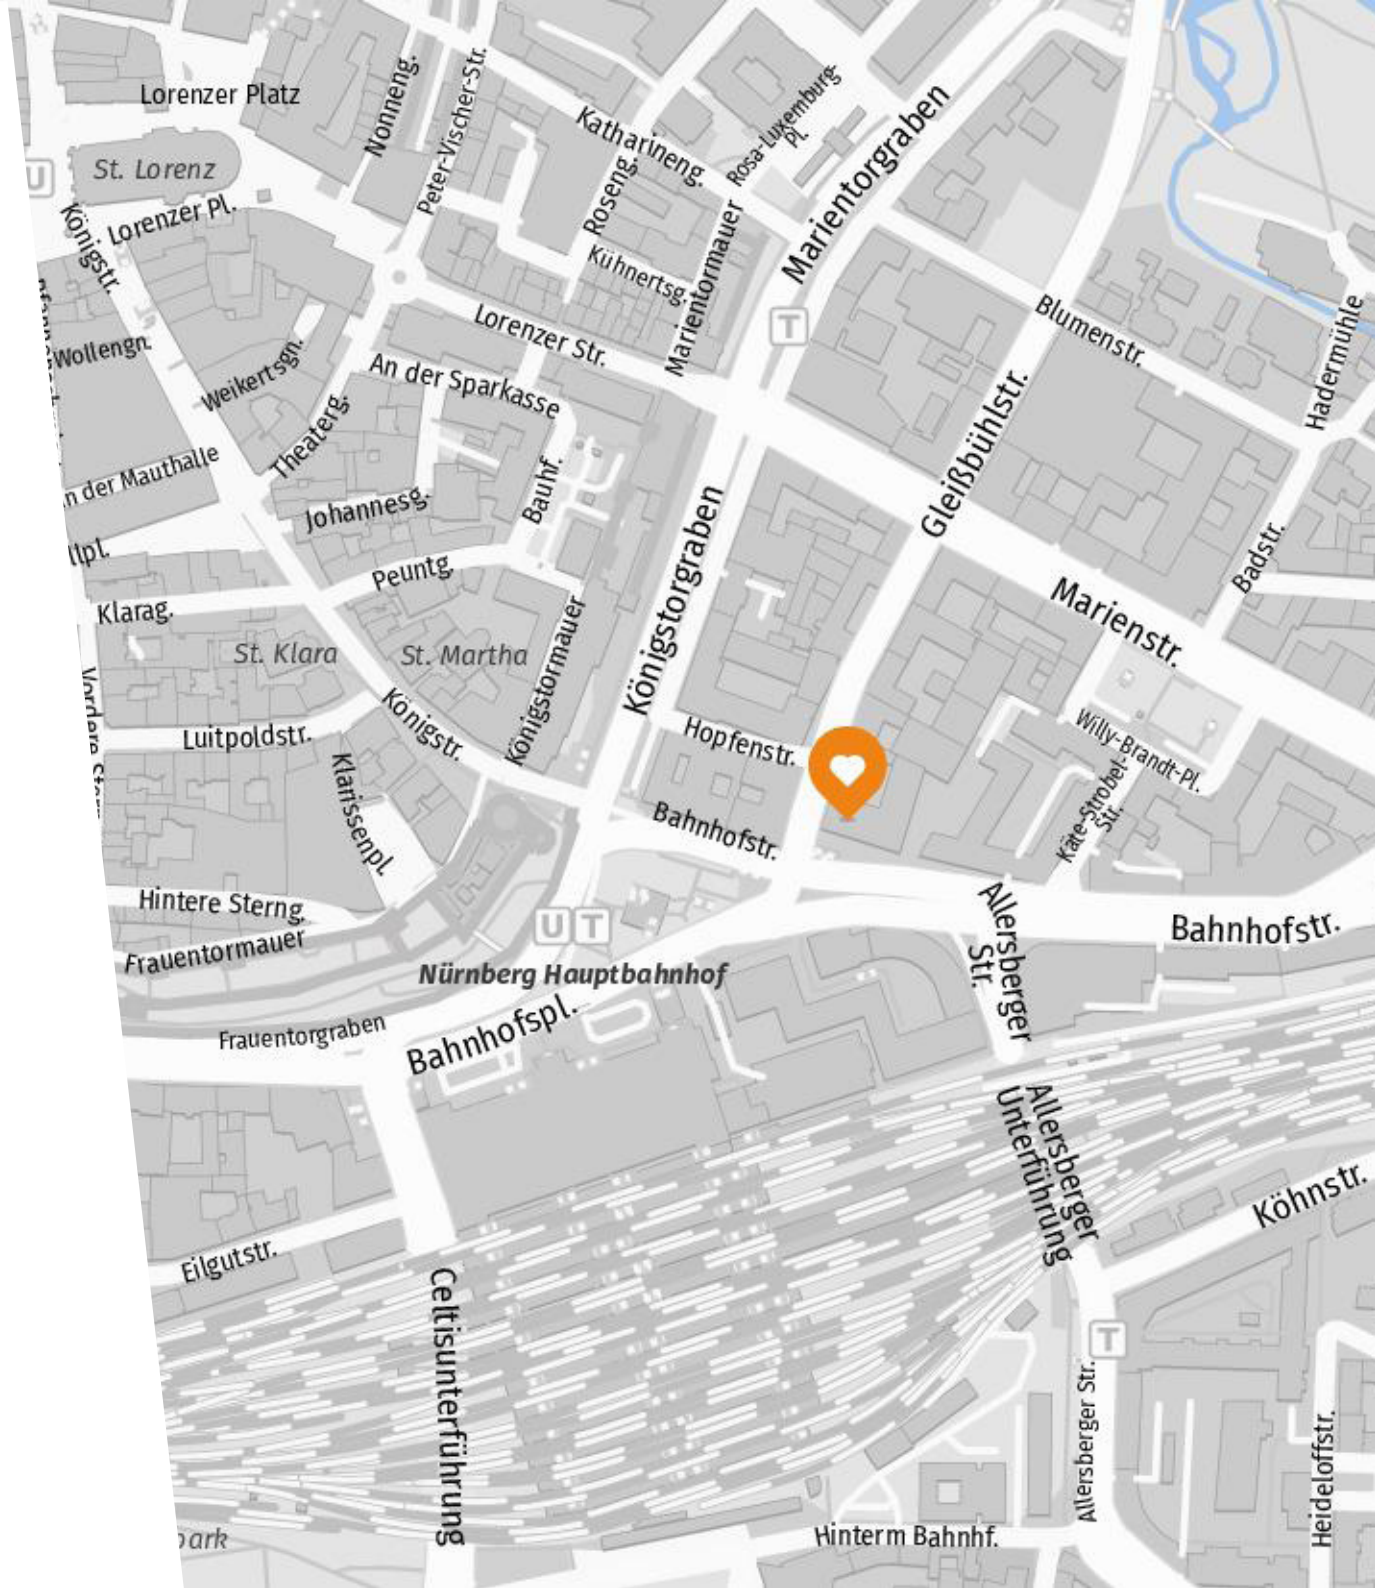 Lorenzer Platz
Nonneng.
Peter-Vischer-Str.
Katharineng.
Rosa-Luxemburg-
Pl.
Marientorgraben
St. Lorenz
U
Lorenzer Pl.
Königstr.
Roseng.
Kühnertsg.
Marientormauer
T
Lorenzer Str.
Blumenstr.
Hadermühle
Wollengn.
Weikertsgn.
An der Sparkasse
Theaterg.
Gleißbühlstr.
n der Mauthalle
Johannesg.
Bauhf.
Königstorgraben
Badstr.
llpl.
Peuntg.
Klarag.
Marienstr.
St. Klara
St. Martha
Königstormauer
Königstr.
Luitpoldstr.
Klarissenpl.
Hopfenstr.
Willy-Brandt-Pl.
Käte-Strobel-
Str.
Bahnhofstr.
Hintere Sterng.
Frauentormauer
U T
Allersberger
Str.
Bahnhofstr.
Nürnberg Hauptbahnhof
Frauentorgraben
Bahnhofspl.
Allersberger
Unterführung
Köhnstr.
Eilgutstr.
Celtisunterführung
T
Allersberger Str.
Heideloffstr.
park
Hinterm Bahnhf.